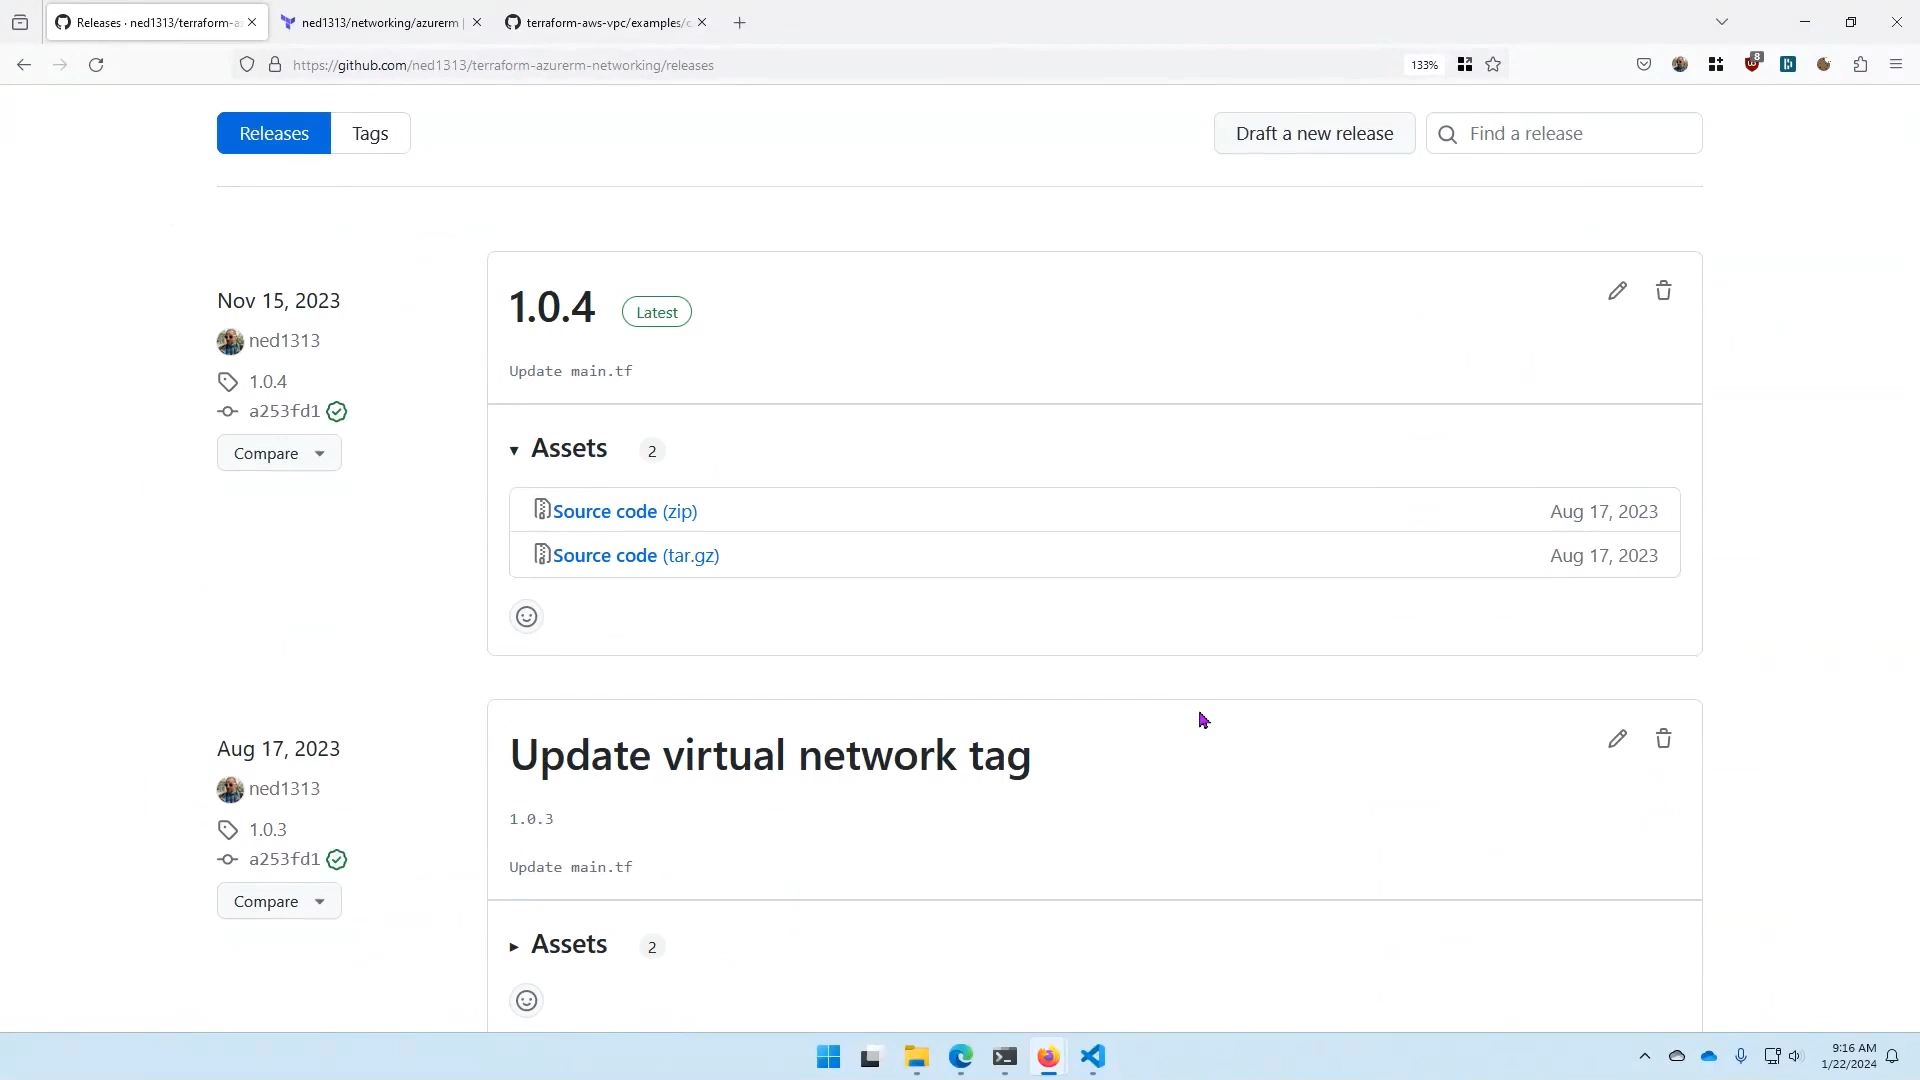 Releases · ned1313/terraform-a
ned1313/networking/azurerm |
terraform-aws-vpc/examples/c
https://github.com/ned1313/terraform-azurerm-networking/releases
133%
8
Releases
Tags
Draft a new release
Find a release
Nov 15, 2023
ned1313
1.0.4
a253fd1
Compare
1.0.4
Latest
Update main.tf
Assets
2
Source code (zip)
Aug 17, 2023
Source code (tar.gz)
Aug 17, 2023
Aug 17, 2023
ned1313
1.0.3
a253fd1
Compare
Update virtual network tag
1.0.3
Update main.tf
Assets
2
9:16 AM
1/22/2024